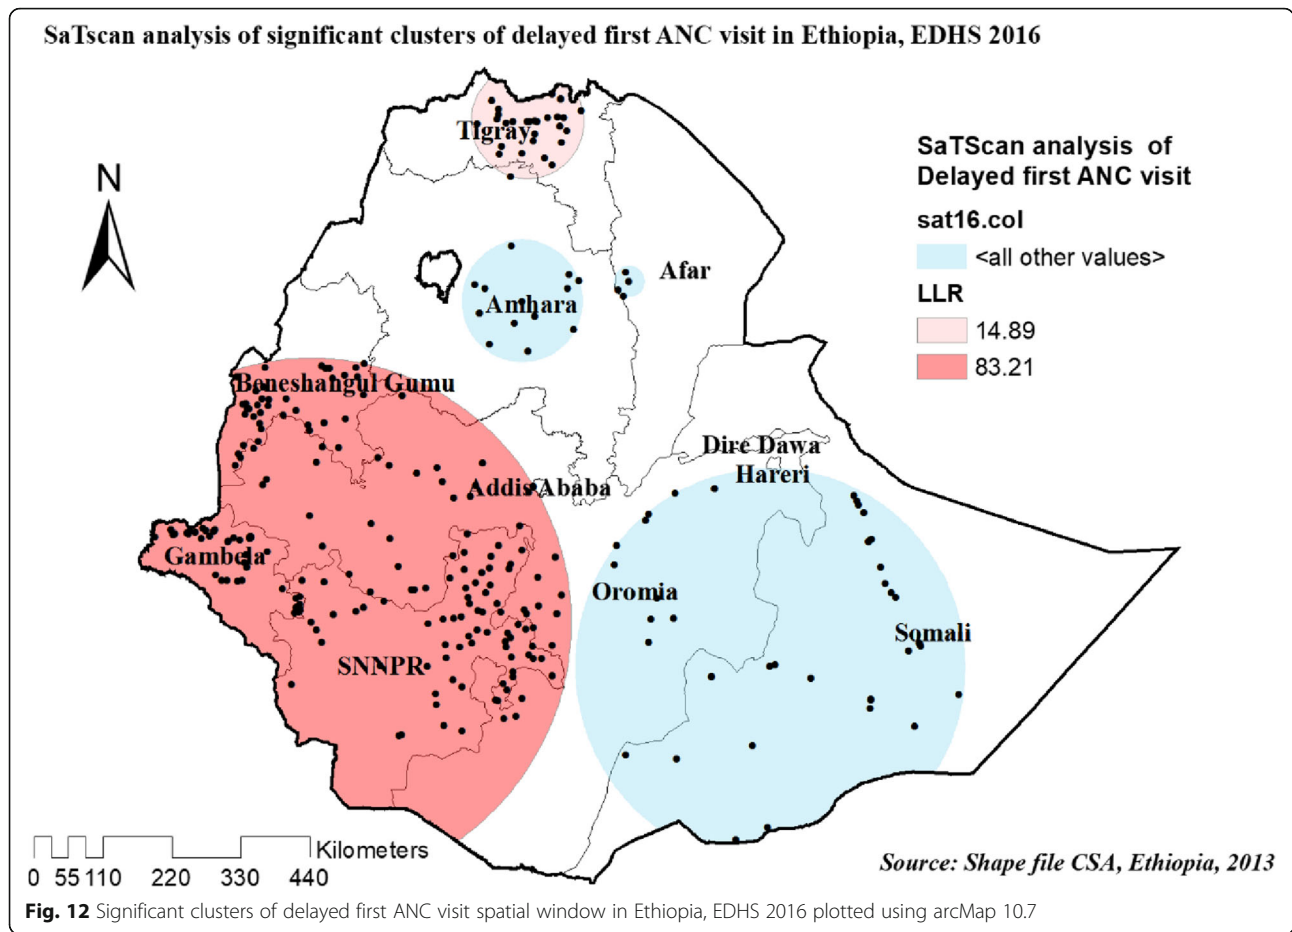 SaTscan analysis of significant clusters of delayed first ANC visit in Ethiopia, EDHS 2016
N
Tigray
Afar
Amhara
Beneshangul Gumu
Dire Dawa
Hareri
Addis Ababa
Gambela
Oromia
Somali
SNNPR
SaTScan analysis of
Delayed first ANC visit
sat16.col
<all other values>
LLR
14.89
83.21
Kilometers
0 55 110 220 330 440
Source: Shape file CSA, Ethiopia, 2013
Fig. 12 Significant clusters of delayed first ANC visit spatial window in Ethiopia, EDHS 2016 plotted using arcMap 10.7